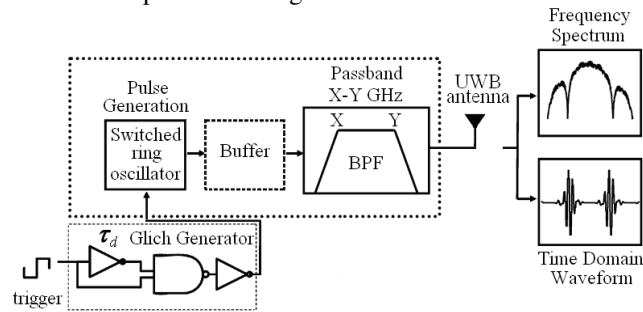 Frequency
Spectrum
Passband
X-Y GHz
UWB
antenna
Pulse
Generation
X Y
Switched
ring
oscillator
Buffer
BPF
τd Glich Generator
trigger
Time Domain
Waveform